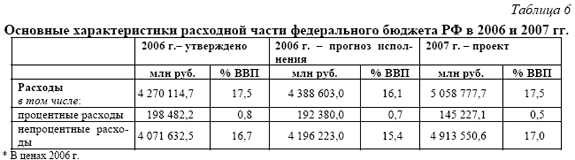 Таблица 6
Основные характеристики расходной части федерального бюджета РФ в 2006 и 2007 гг.
2006 г.– утверждено 2006 г. – прогноз испол-
нения 2007 г. – проект
млн руб. % ВВП млн руб. % ВВП млн руб. % ВВП
Расходы 4 270 114,7 17,5 4 388 603,0 16,1 5 058 777,7 17,5
в том числе:
процентные расходы 198 482,2 0,8 192 380,0 0,7 145 227,1 0,5
непроцентные расхо-
ды 4 071 632,5 16,7 4 196 223,0 15,4 4 913 550,6 17,0
* В ценах 2006 г.